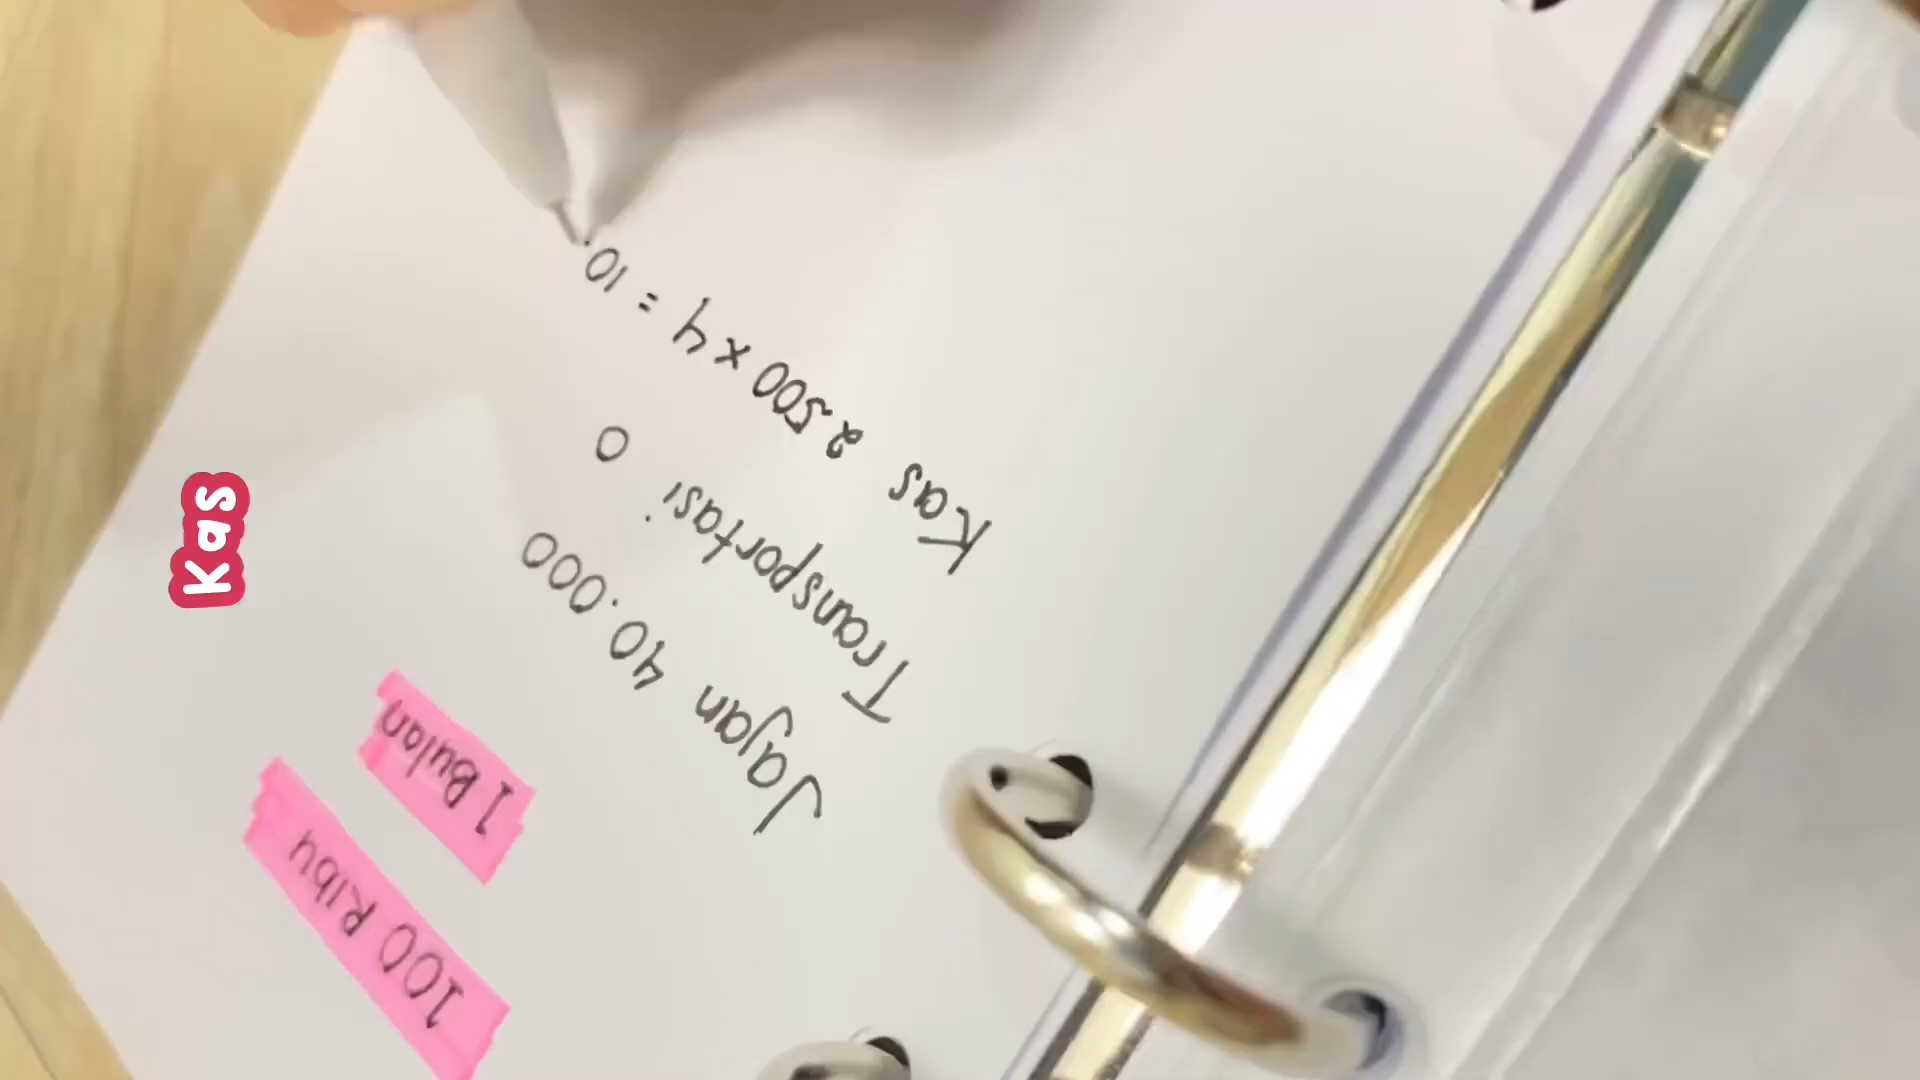 100 Ribu
1 Bulan
Jajan 40.000
Transportasi 0
Kas 2.500 x 4 = 10.
Kas